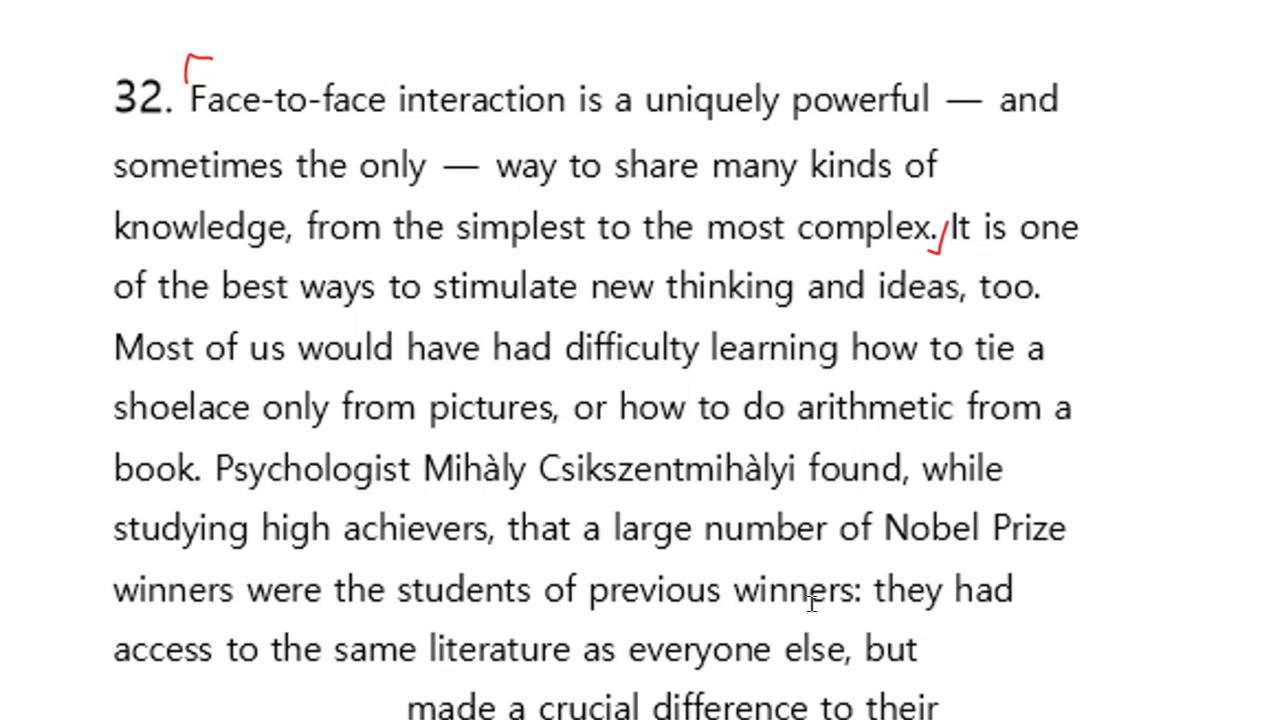 32. Face-to-face interaction is a uniquely powerful — and
sometimes the only — way to share many kinds of
knowledge, from the simplest to the most complex. It is one
of the best ways to stimulate new thinking and ideas, too.
Most of us would have had difficulty learning how to tie a
shoelace only from pictures, or how to do arithmetic from a
book. Psychologist Mihàly Csikszentmihàlyi found, while
studying high achievers, that a large number of Nobel Prize
winners were the students of previous winners: they had
access to the same literature as everyone else, but
made a crucial difference to their